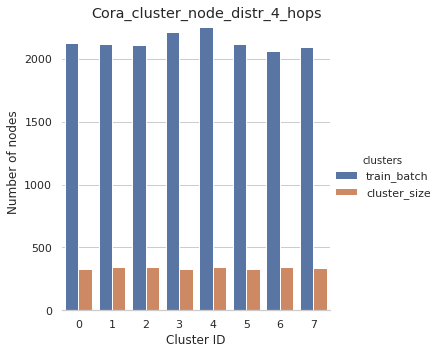 Cora_cluster_node_distr_4_hops
Number of nodes
2000
1500
1000
500
0
0 1 2 3 4 5 6 7
Cluster ID
clusters
train_batch
cluster_size